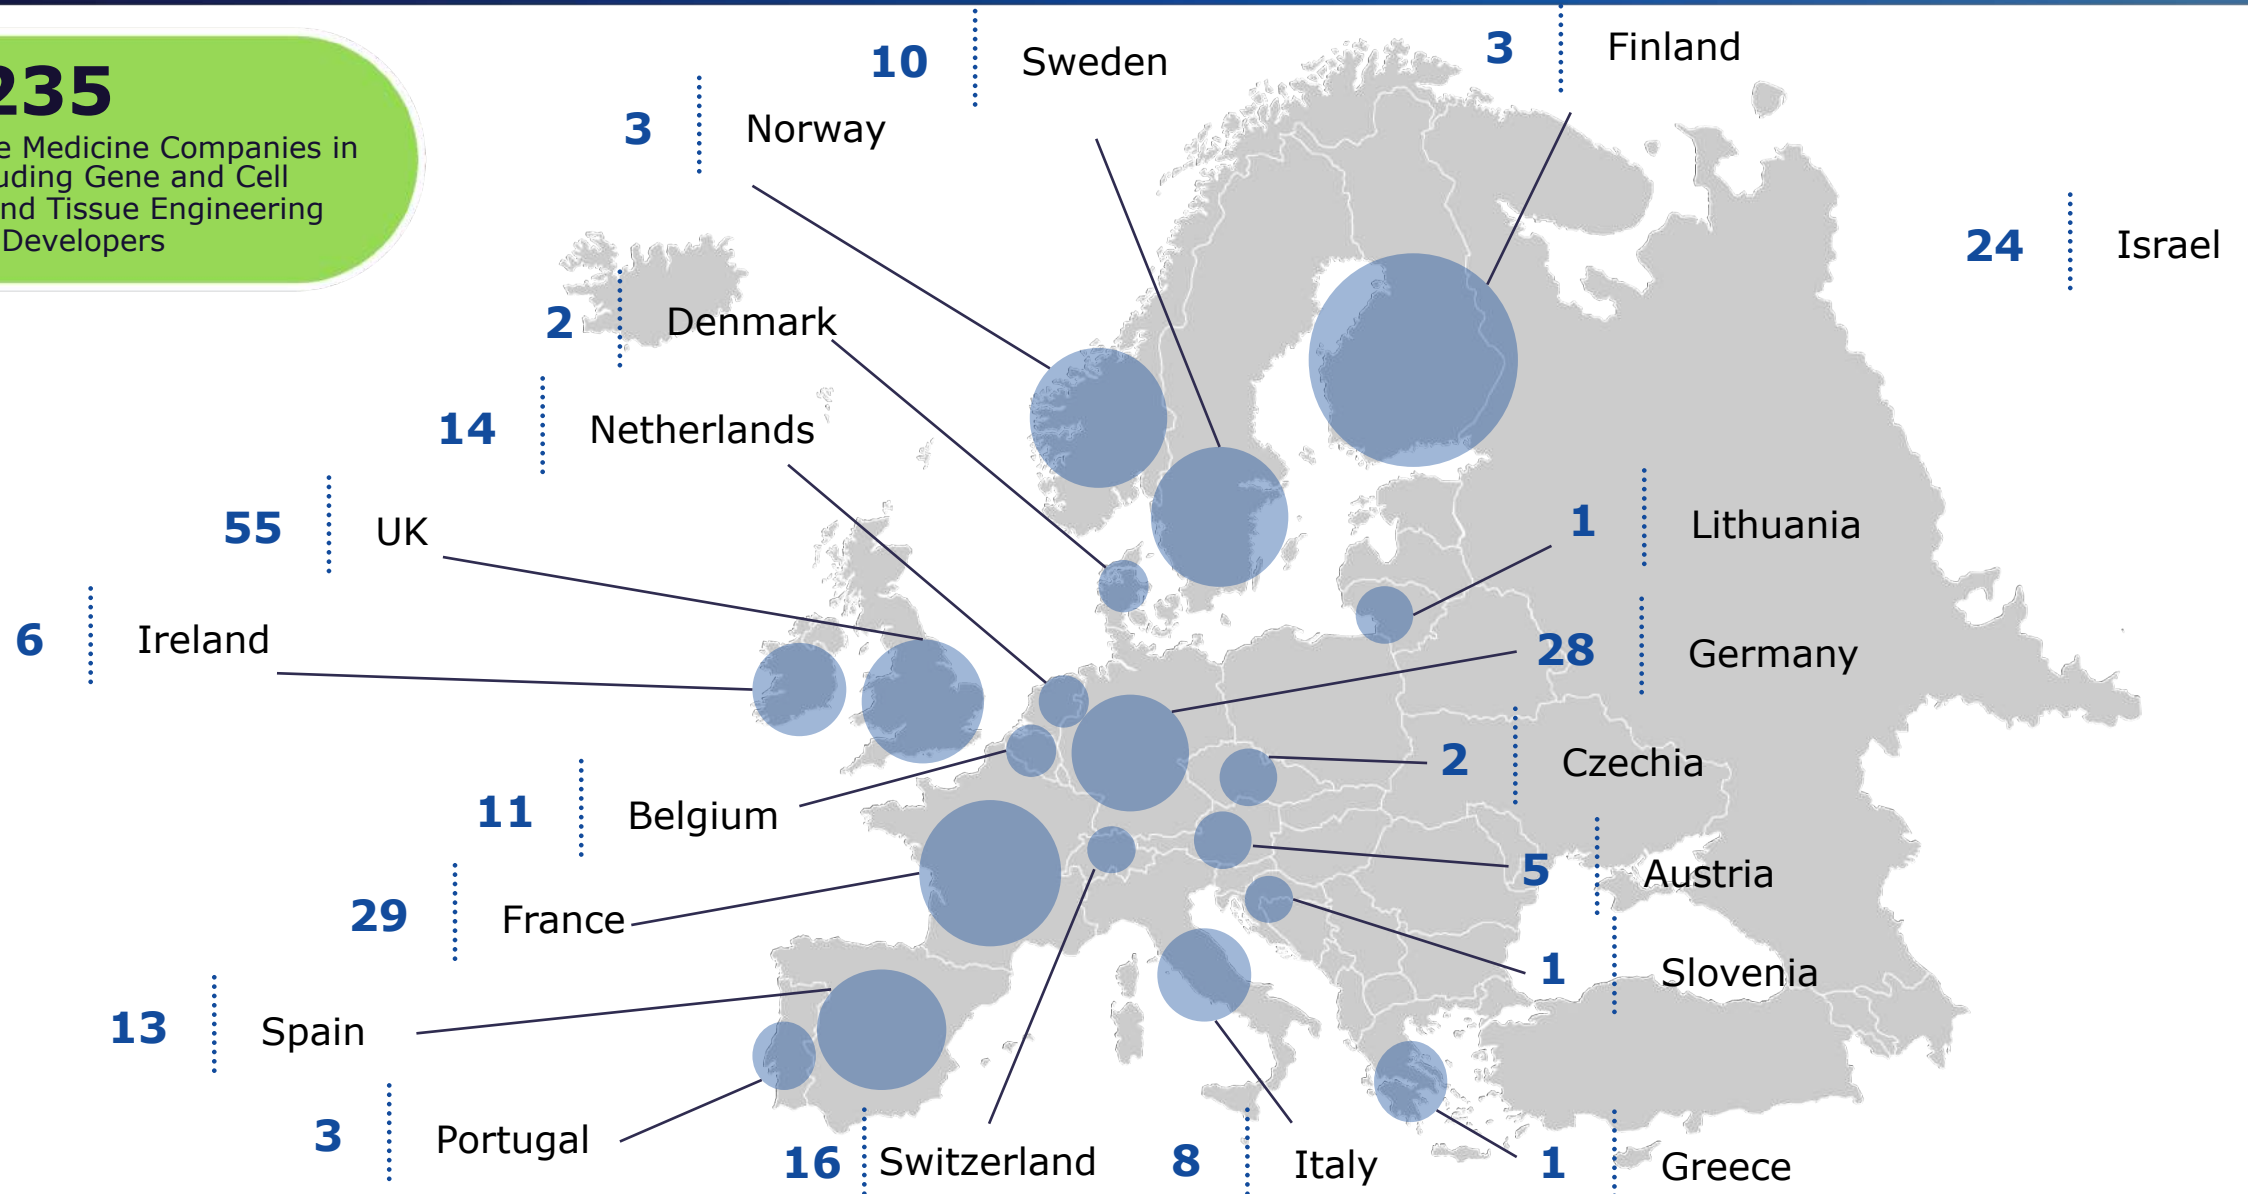 235
Medicine Companies in
Gene and Cell
Tissue Engineering
Developers
10 Sweden
3 Finland
3 Norway
24 Israel
2 Denmark
14 Netherlands
55 UK
1 Lithuania
6 Ireland
28 Germany
2 Czechia
11 Belgium
5 Austria
29 France
1 Slovenia
13 Spain
3 Portugal
16 Switzerland
8 Italy
1 Greece